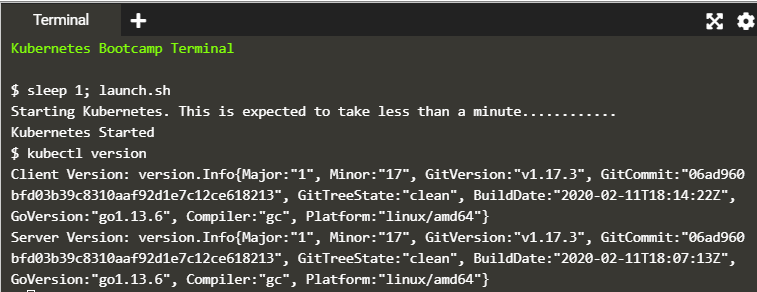 Terminal +
Kubernetes Bootcamp Terminal
$ sleep 1; launch.sh
Starting Kubernetes. This is expected to take less than a minute............
Kubernetes Started
$ kubectl version
Client Version: version.Info{Major:"1", Minor:"17", GitVersion:"v1.17.3", GitCommit:"06ad960
bfd03b39c8310aaf92d1e7c12ce618213", GitTreeState:"clean", BuildDate:"2020-02-11T18:14:22Z",
GoVersion:"go1.13.6", Compiler:"gc", Platform:"linux/amd64"}
Server Version: version.Info{Major:"1", Minor:"17", GitVersion:"v1.17.3", GitCommit:"06ad960
bfd03b39c8310aaf92d1e7c12ce618213", GitTreeState:"clean", BuildDate:"2020-02-11T18:07:13Z",
GoVersion:"go1.13.6", Compiler:"gc", Platform:"linux/amd64"}